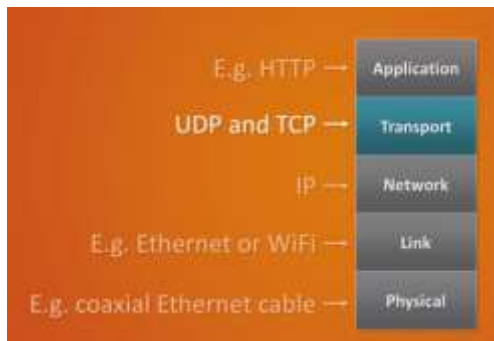 E.g. HTTP → Application
UDP and TCP → Transport
IP → Network
E.g. Ethernet or WiFi → Link
E.g. coaxial Ethernet cable → Physical